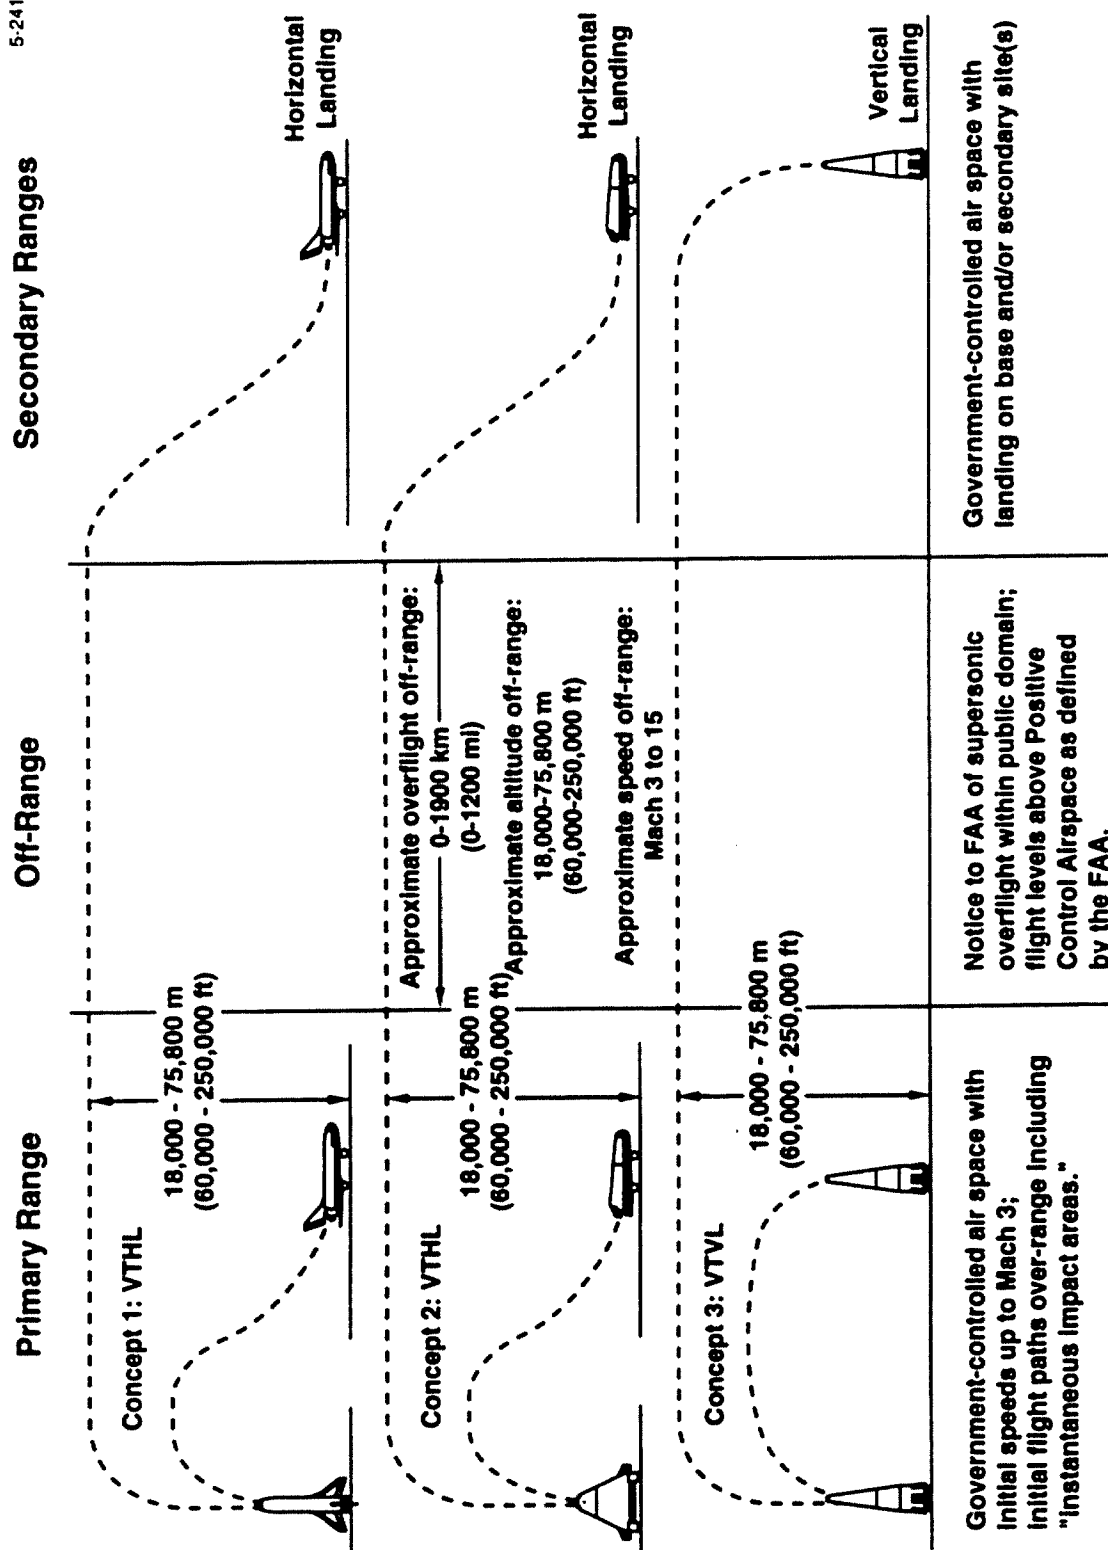 5-241
Primary Range
Off-Range
Secondary Ranges
Concept 1: VTHL
18,000 - 75,800 m
(60,000 - 250,000 ft)
Horizontal
Landing
Approximate overflight off-range:
0-1900 km
(0-1200 mi)
Concept 2: VTHL
18,000 - 75,800 m
(60,000 - 250,000 ft)
Approximate altitude off-range:
18,000-75,800 m
(60,000-250,000 ft)
Horizontal
Landing
Approximate speed off-range:
Mach 3 to 15
Concept 3: VTVL
18,000 - 75,800 m
(60,000 - 250,000 ft)
Vertical
Landing
Government-controlled air space with
initial speeds up to Mach 3;
initial flight paths over-range including
"instantaneous impact areas."
Notice to FAA of supersonic
overflight within public domain;
flight levels above Positive
Control Airspace as defined
by the FAA.
Government-controlled air space with
landing on base and/or secondary site(s)